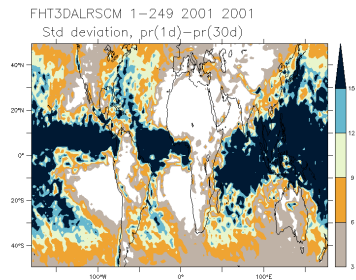 FHT3DALRSCM 1-249 2001 2001
Std deviation, pr(1d)-pr(30d)
40°N
20°N
0°
20°S
40°S
100°W
0°
100°E
15
12
9
6
3